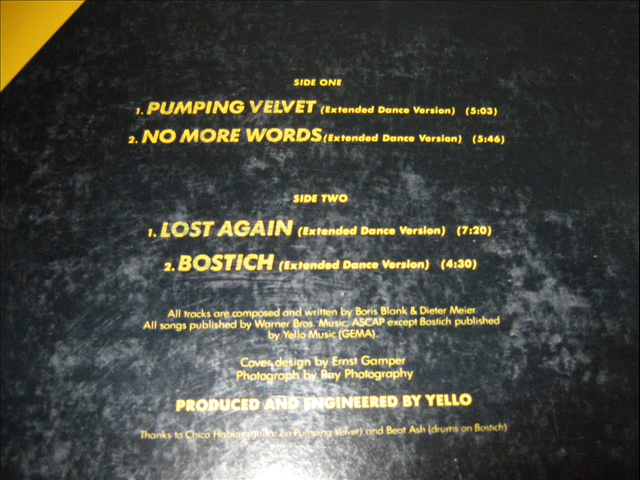 SIDE ONE
1. PUMPING VELVET (Extended Dance Version) (5:03)
2. NO MORE WORDS (Extended Dance Version) (5:46)
SIDE TWO
1. LOST AGAIN (Extended Dance Version) (7:20)
2. BOSTICH (Extended Dance Version) (4:30)
All tracks are composed and written by Boris Blank & Dieter Meier
All songs published by Warner Bros. Music, ASCAP except Bostich published
by Yello Music (GEMA).
Cover design by Ernst Gamper
Photograph by Ray Photography
PRODUCED AND ENGINEERED BY YELLO
Thanks to Chico Hablas (guitar on Pumping Velvet) and Beat Ash (drums on Bostich)